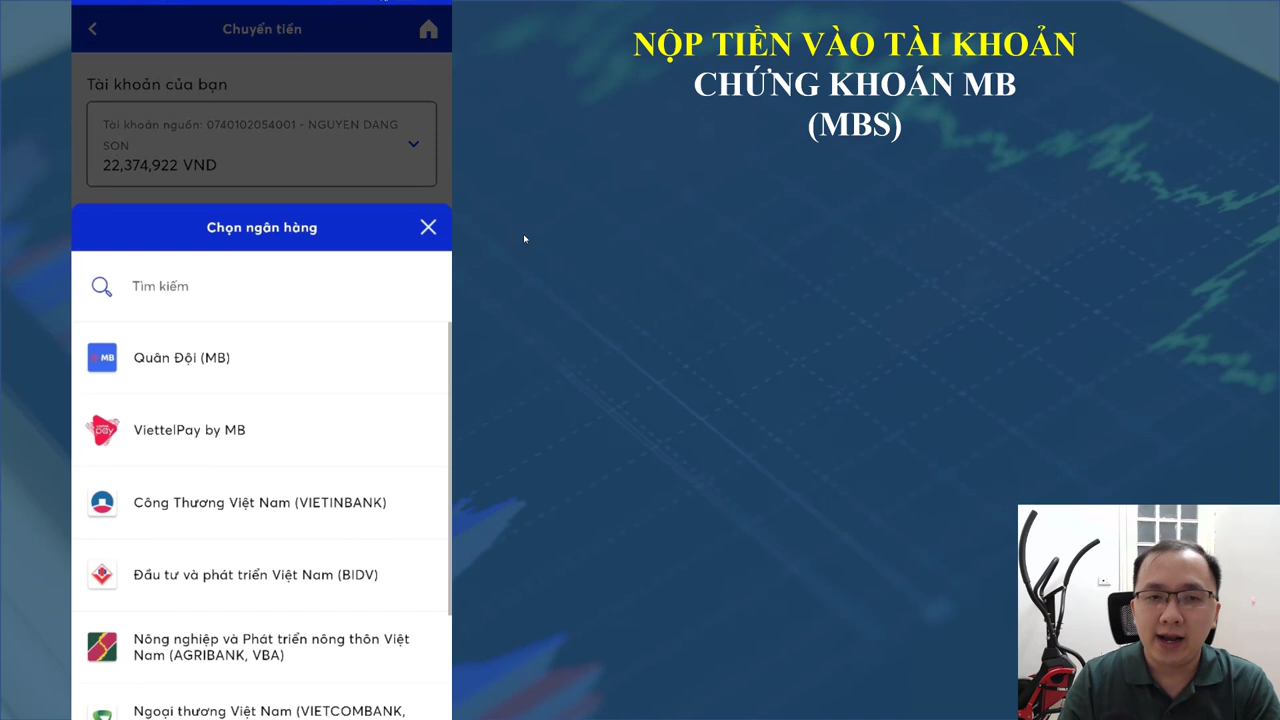 Chuyển tiền
Tài khoản của bạn
Tài khoản nguồn: 0740102054001 - NGUYEN DANG
SON
22,374,922 VND
Chọn ngân hàng
Tìm kiếm
MB
Quân Đội (MB)
pay
ViettelPay by MB
Công Thương Việt Nam (VIETINBANK)
Đầu tư và phát triển Việt Nam (BIDV)
Nông nghiệp và Phát triển nông thôn Việt
Nam (AGRIBANK, VBA)
Ngoại thương Việt Nam (VIETCOMBANK,
NỘP TIỀN VÀO TÀI KHOẢN
CHỨNG KHOÁN MB
(MBS)